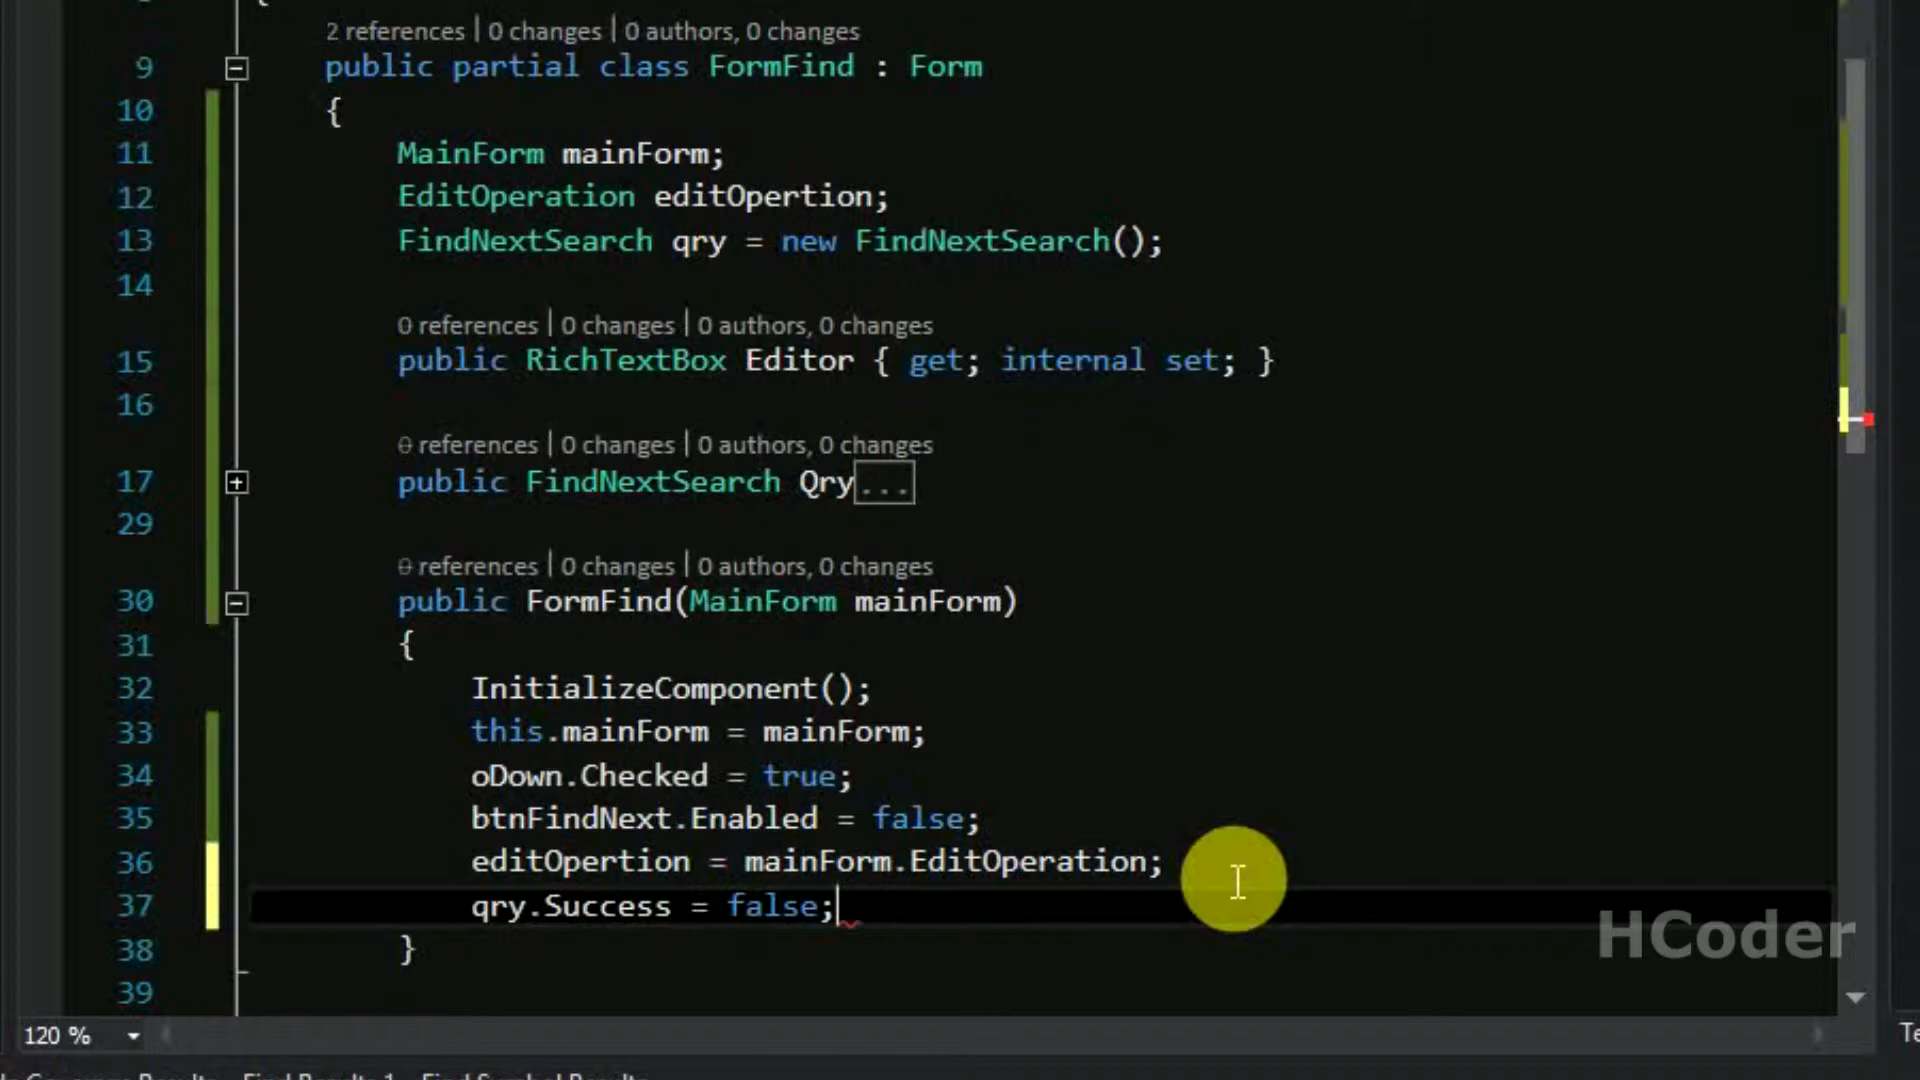 2 references | 0 changes | 0 authors, 0 changes
9 public partial class FormFind : Form
10 {
11 MainForm mainForm;
12 EditOperation editOpertion;
13 FindNextSearch qry = new FindNextSearch();
14
0 references | 0 changes | 0 authors, 0 changes
15 public RichTextBox Editor { get; internal set; }
16
0 references | 0 changes | 0 authors, 0 changes
17 public FindNextSearch Qry...
29
0 references | 0 changes | 0 authors, 0 changes
30 public FormFind(MainForm mainForm)
31 {
32 InitializeComponent();
33 this.mainForm = mainForm;
34 oDown.Checked = true;
35 btnFindNext.Enabled = false;
36 editOpertion = mainForm.EditOperation;
37 qry.Success = false;
38 }
HCoder
39
120 %